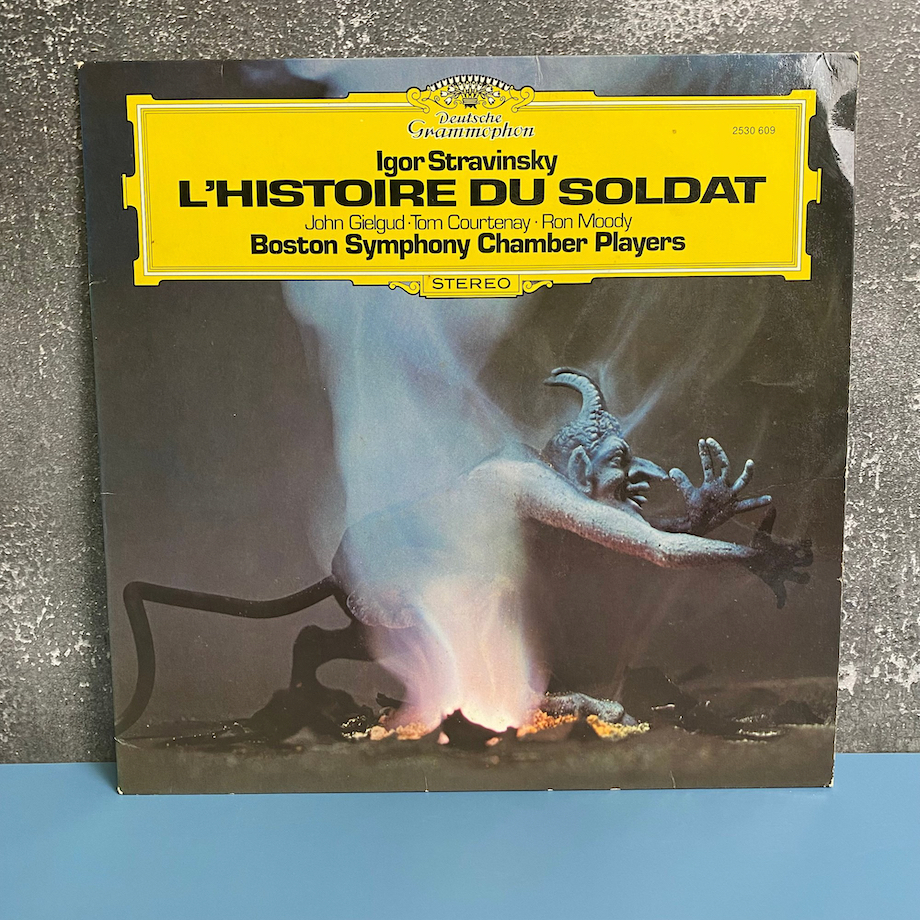 Deutsche
Grammophon
2530 609
Igor Stravinsky
L'HISTOIRE DU SOLDAT
John Gielgud · Tom Courtenay · Ron Moody
Boston Symphony Chamber Players
STEREO